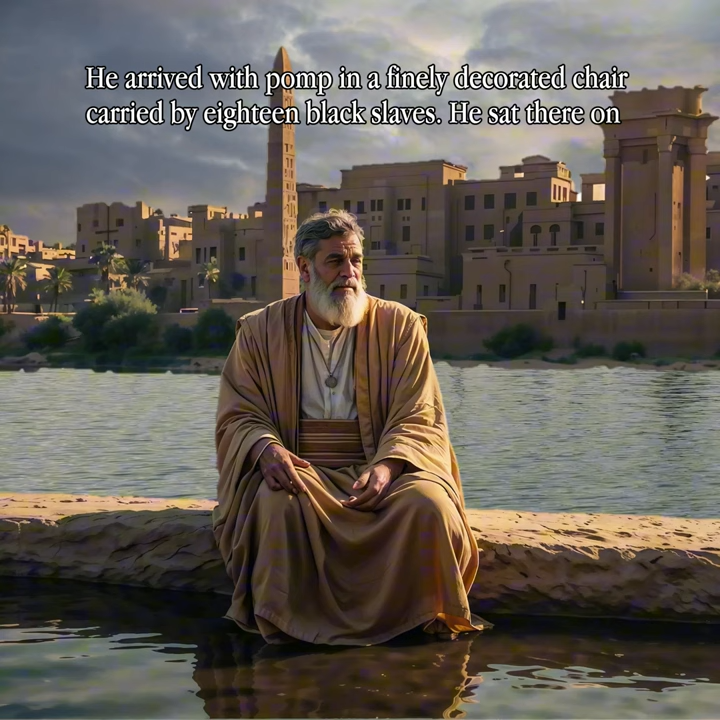 He arrived with pomp in a finely decorated chair
carried by eighteen black slaves. He sat there on